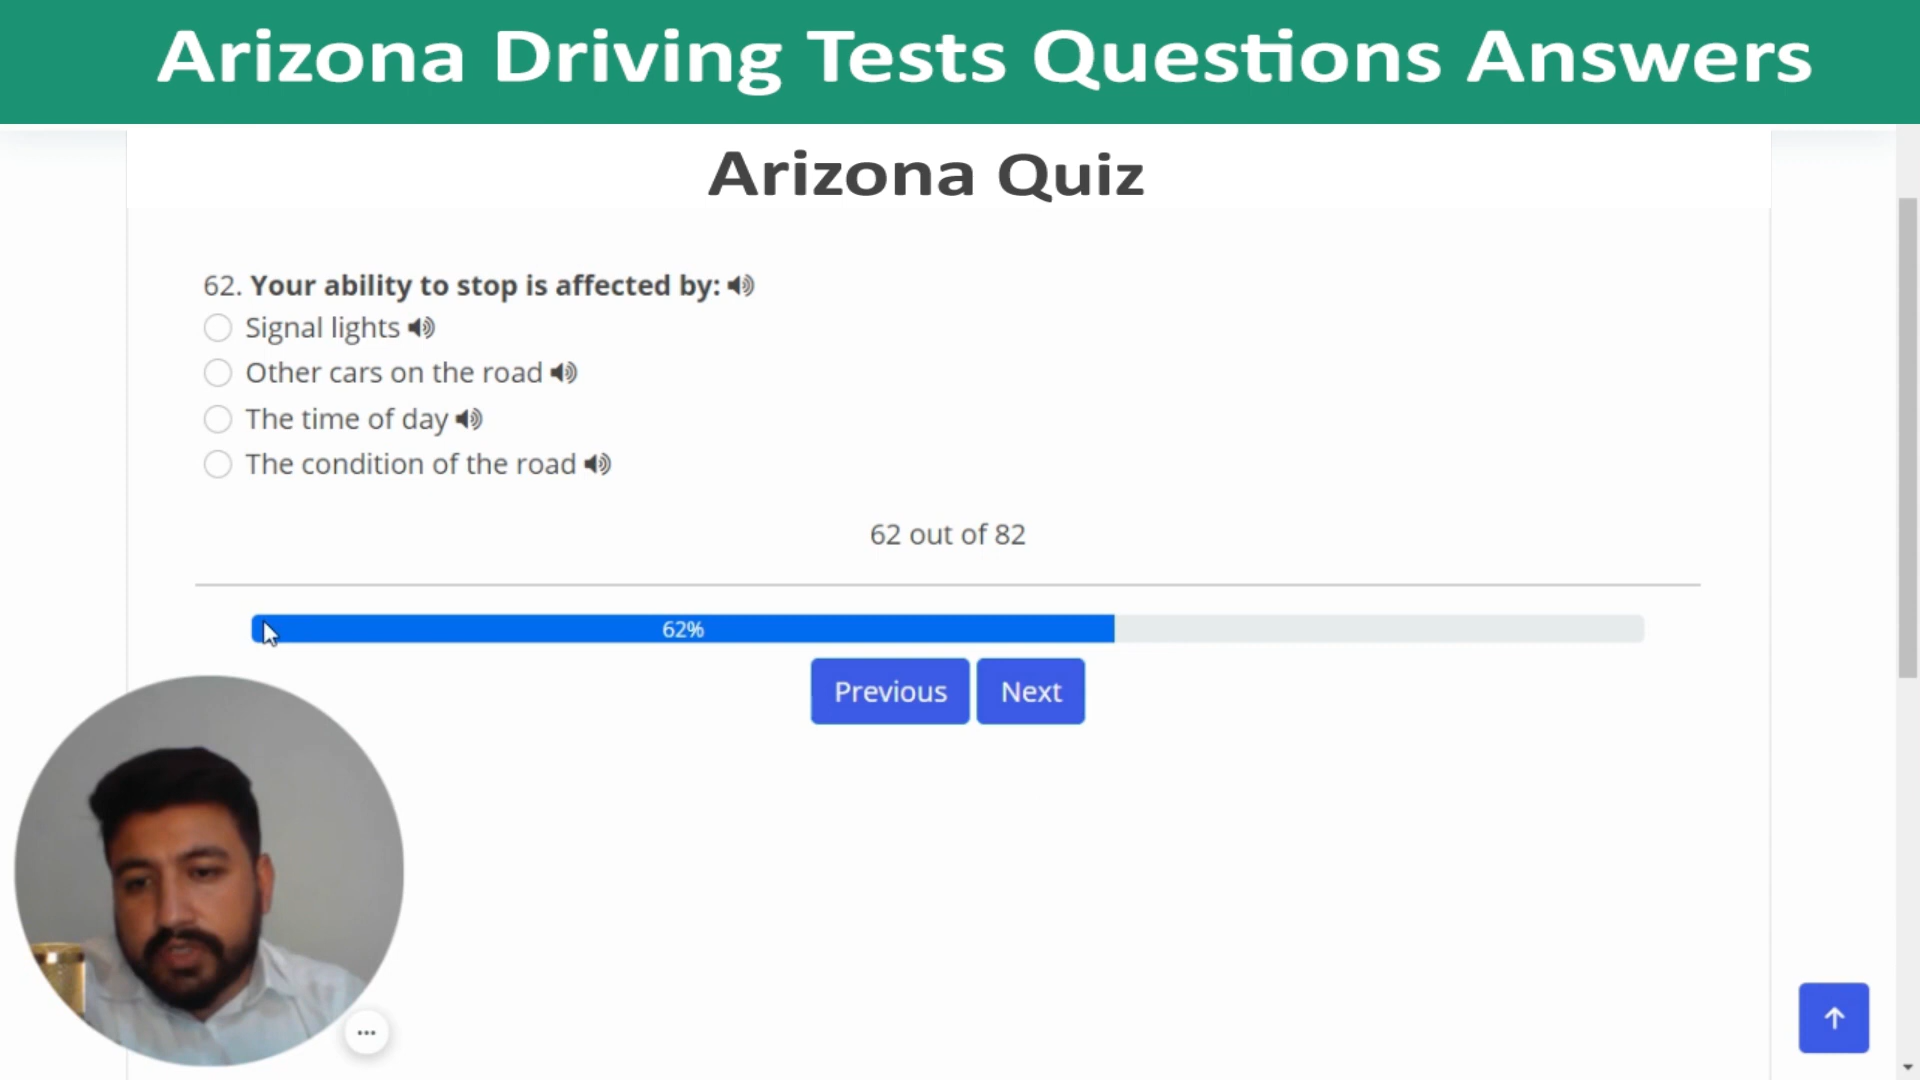 Arizona Driving Tests Questions Answers
Arizona Quiz
62. Your ability to stop is affected by:
Signal lights
Other cars on the road
The time of day
The condition of the road
62 out of 82
62%
Previous Next